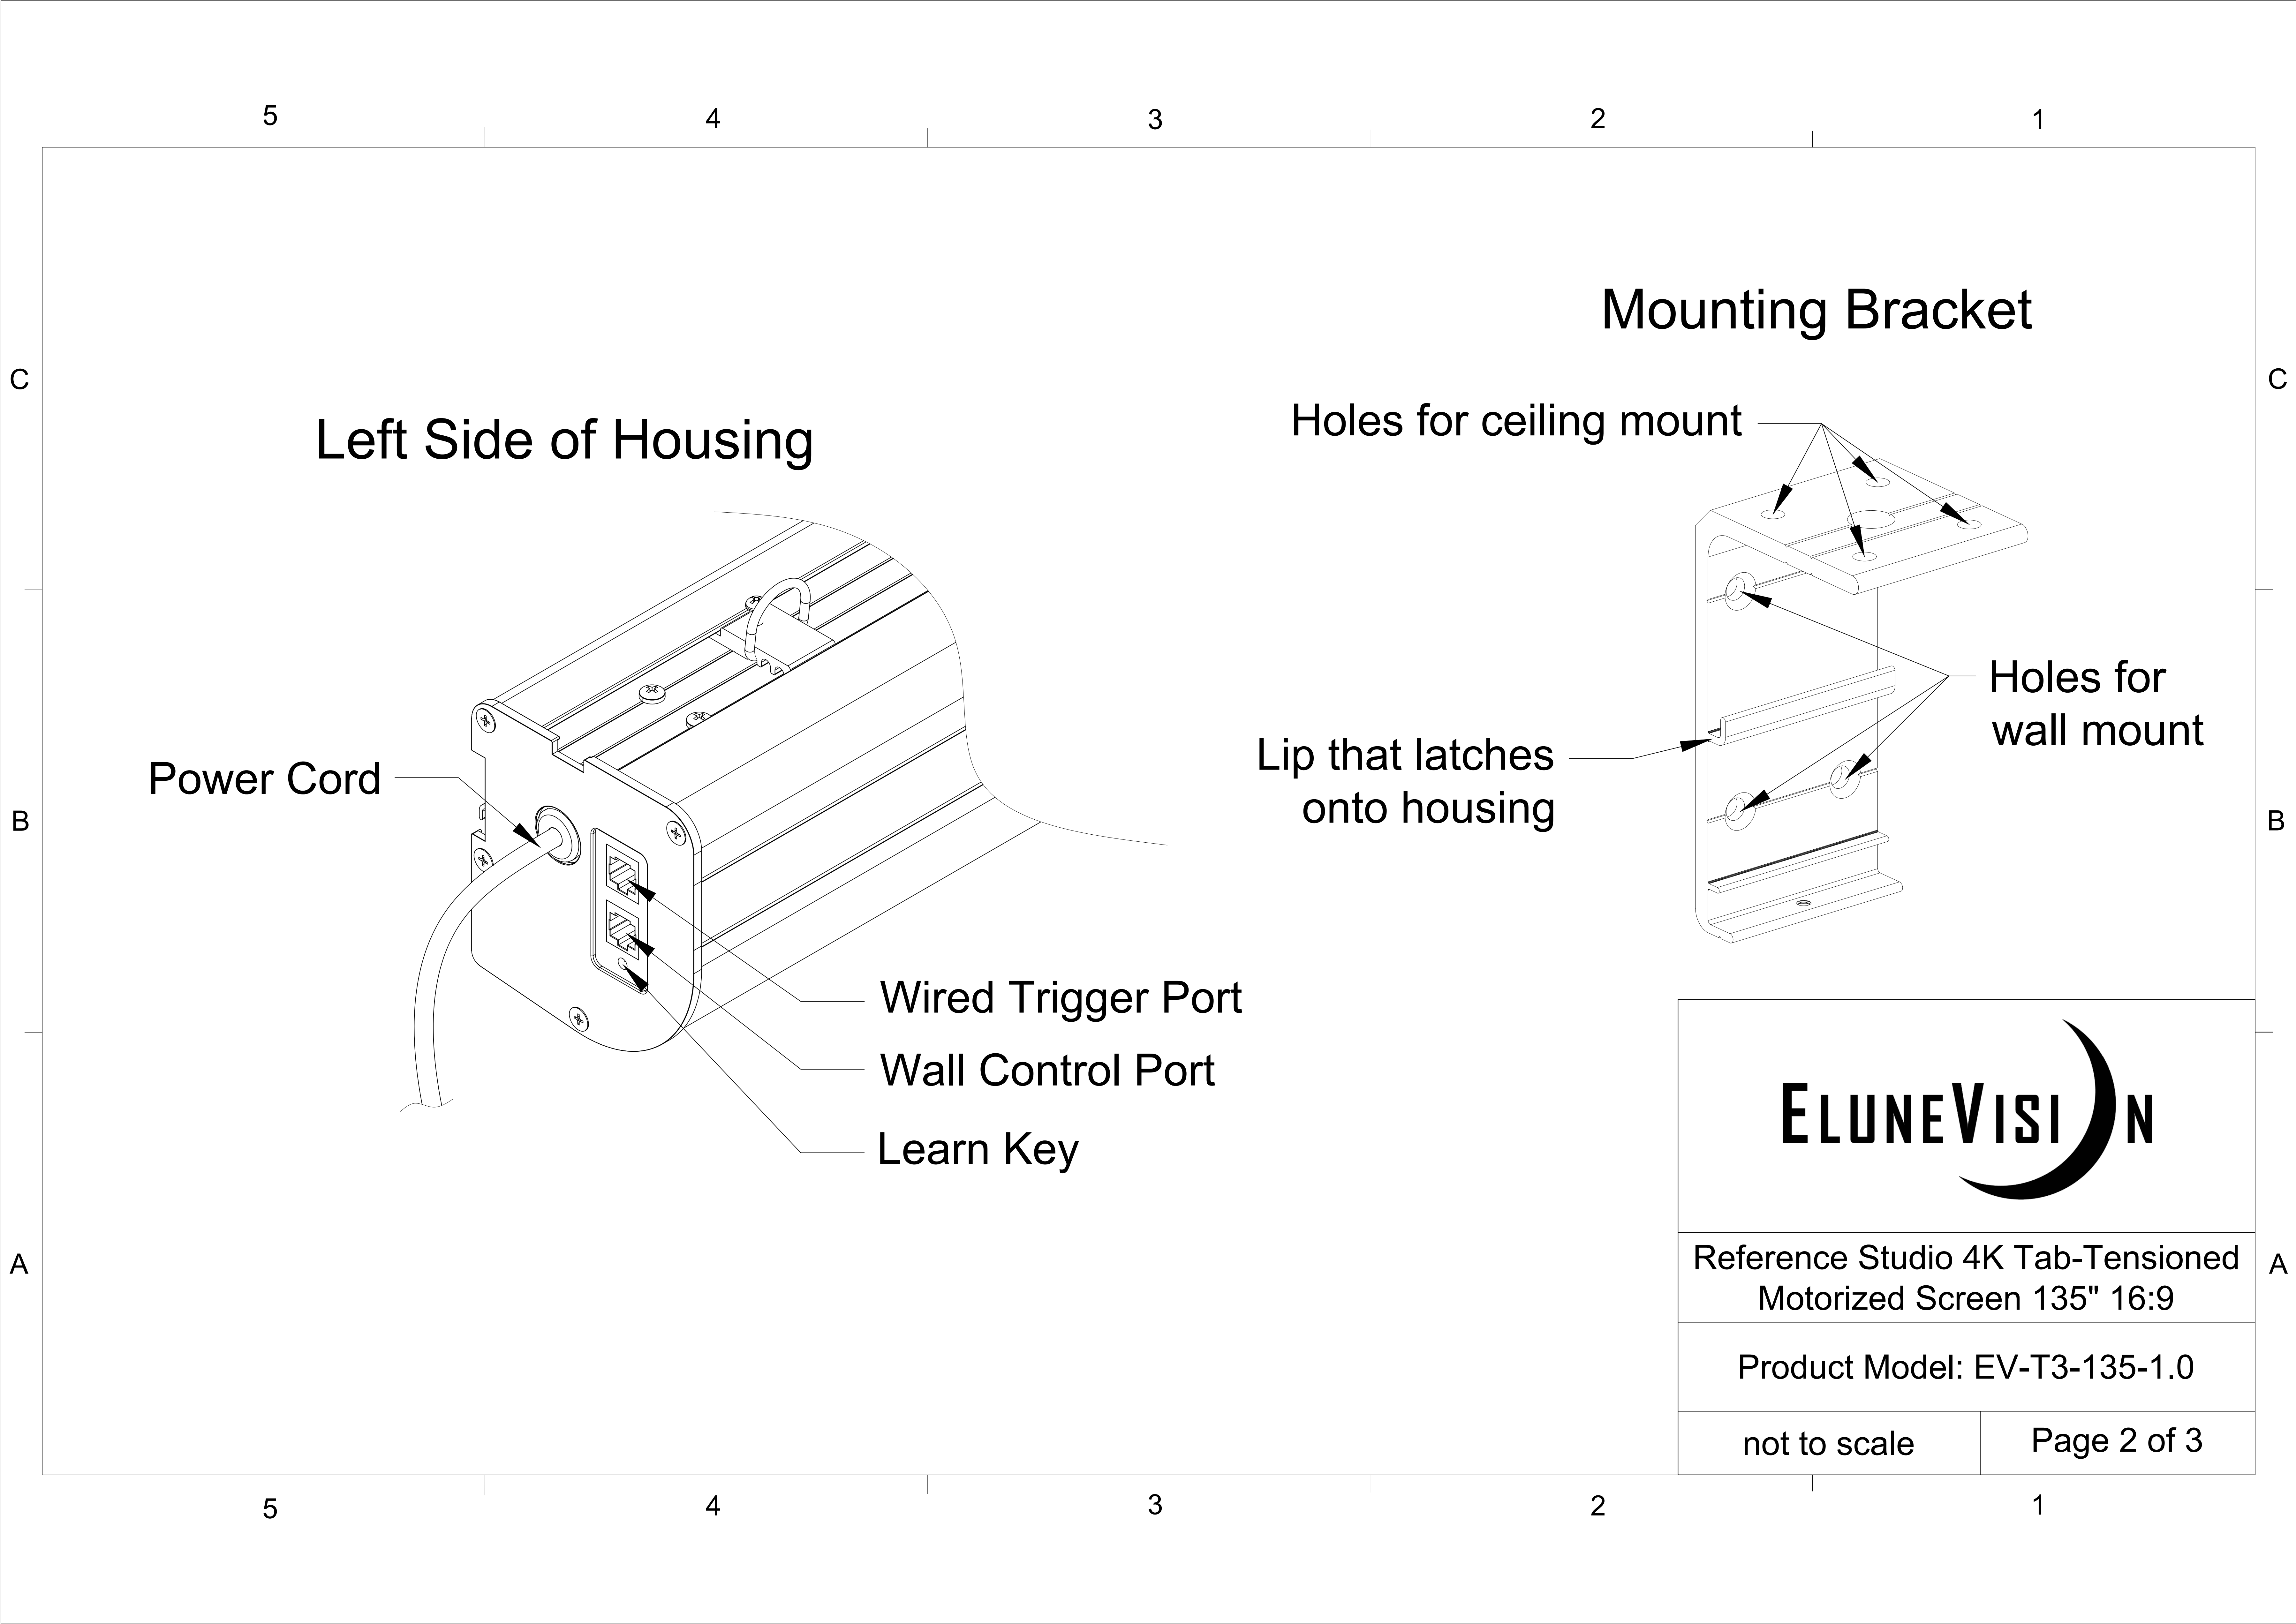 5 4 3 2 1
Mounting Bracket
C C
Holes for ceiling mount
Left Side of Housing
Holes for
wall mount
Lip that latches
onto housing
Power Cord
B B
Wired Trigger Port
Wall Control Port
Learn Key
ELUNEVISION
A A
Reference Studio 4K Tab-Tensioned
Motorized Screen 135" 16:9
Product Model: EV-T3-135-1.0
not to scale
Page 2 of 3
5 4 3 2 1